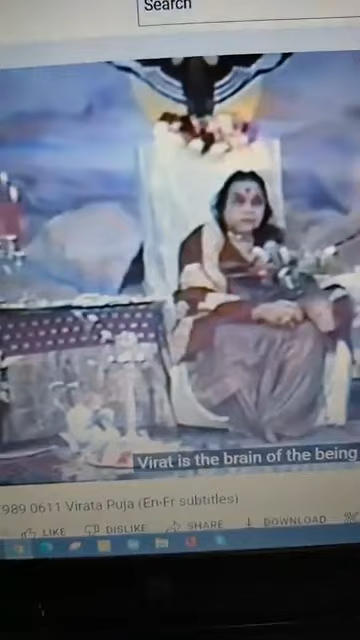 Search
Virat is the brain of the being
989 0611 Virata Puja (En-Fr subtitles)
LIKE DISLIKE SHARE DOWNLOAD